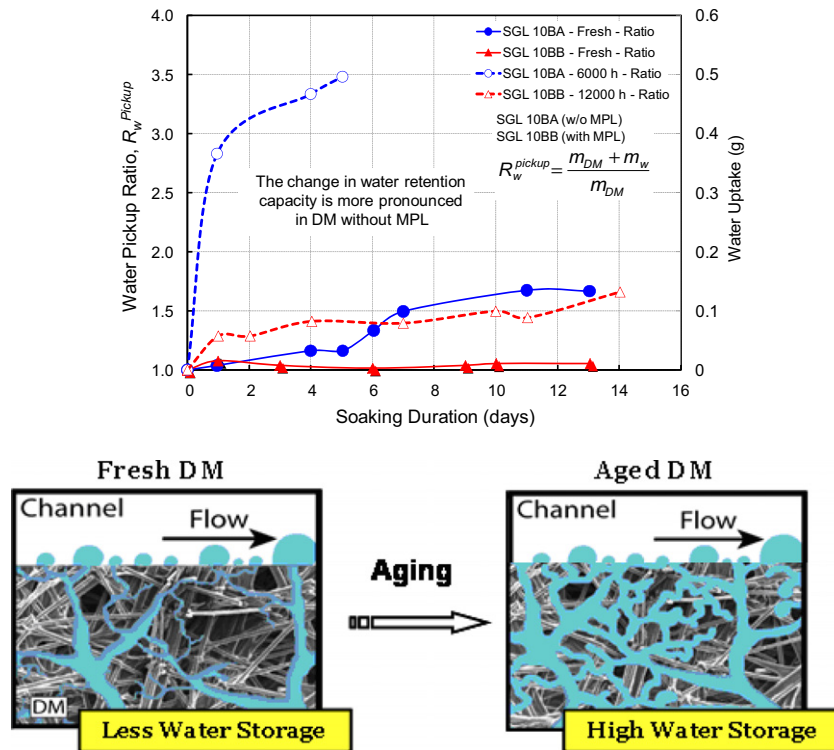 4.0
3.5
3.0
2.5
2.0
1.5
1.0
Water Pickup Ratio, R_w^Pickup
0.6
0.5
0.4
0.3
0.2
0.1
0
Water Uptake (g)
SGL 10BA - Fresh - Ratio
SGL 10BB - Fresh - Ratio
SGL 10BA - 6000 h - Ratio
SGL 10BB - 12000 h - Ratio
SGL 10BA (w/o MPL)
SGL 10BB (with MPL)
R_w^pickup = (m_DM + m_w) / m_DM
The change in water retention
capacity is more pronounced
in DM without MPL
0 2 4 6 8 10 12 14 16
Soaking Duration (days)
Fresh DM
Channel
Flow
DM
Less Water Storage
Aging
Aged DM
Channel
Flow
High Water Storage